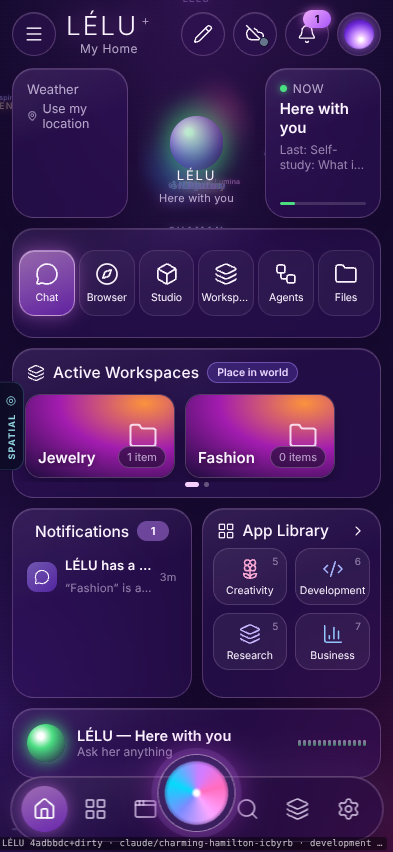 LÉLU +
My Home
1
Weather
Use my
location
LÉLU
Here with you
NOW
Here with
you
Last: Self-
study: What i...
Chat
Browser
Studio
Worksp...
Agents
Files
SPATIAL
Active Workspaces
Place in world
Jewelry
1 item
Fashion
0 items
Notifications
1
LÉLU has a ...
3m
“Fashion” is a...
App Library
Creativity
5
Development
6
Research
5
Business
7
LÉLU — Here with you
Ask her anything
LÉLU 4adbbdc+dirty · claude/charming-hamilton-icbyrb · development …